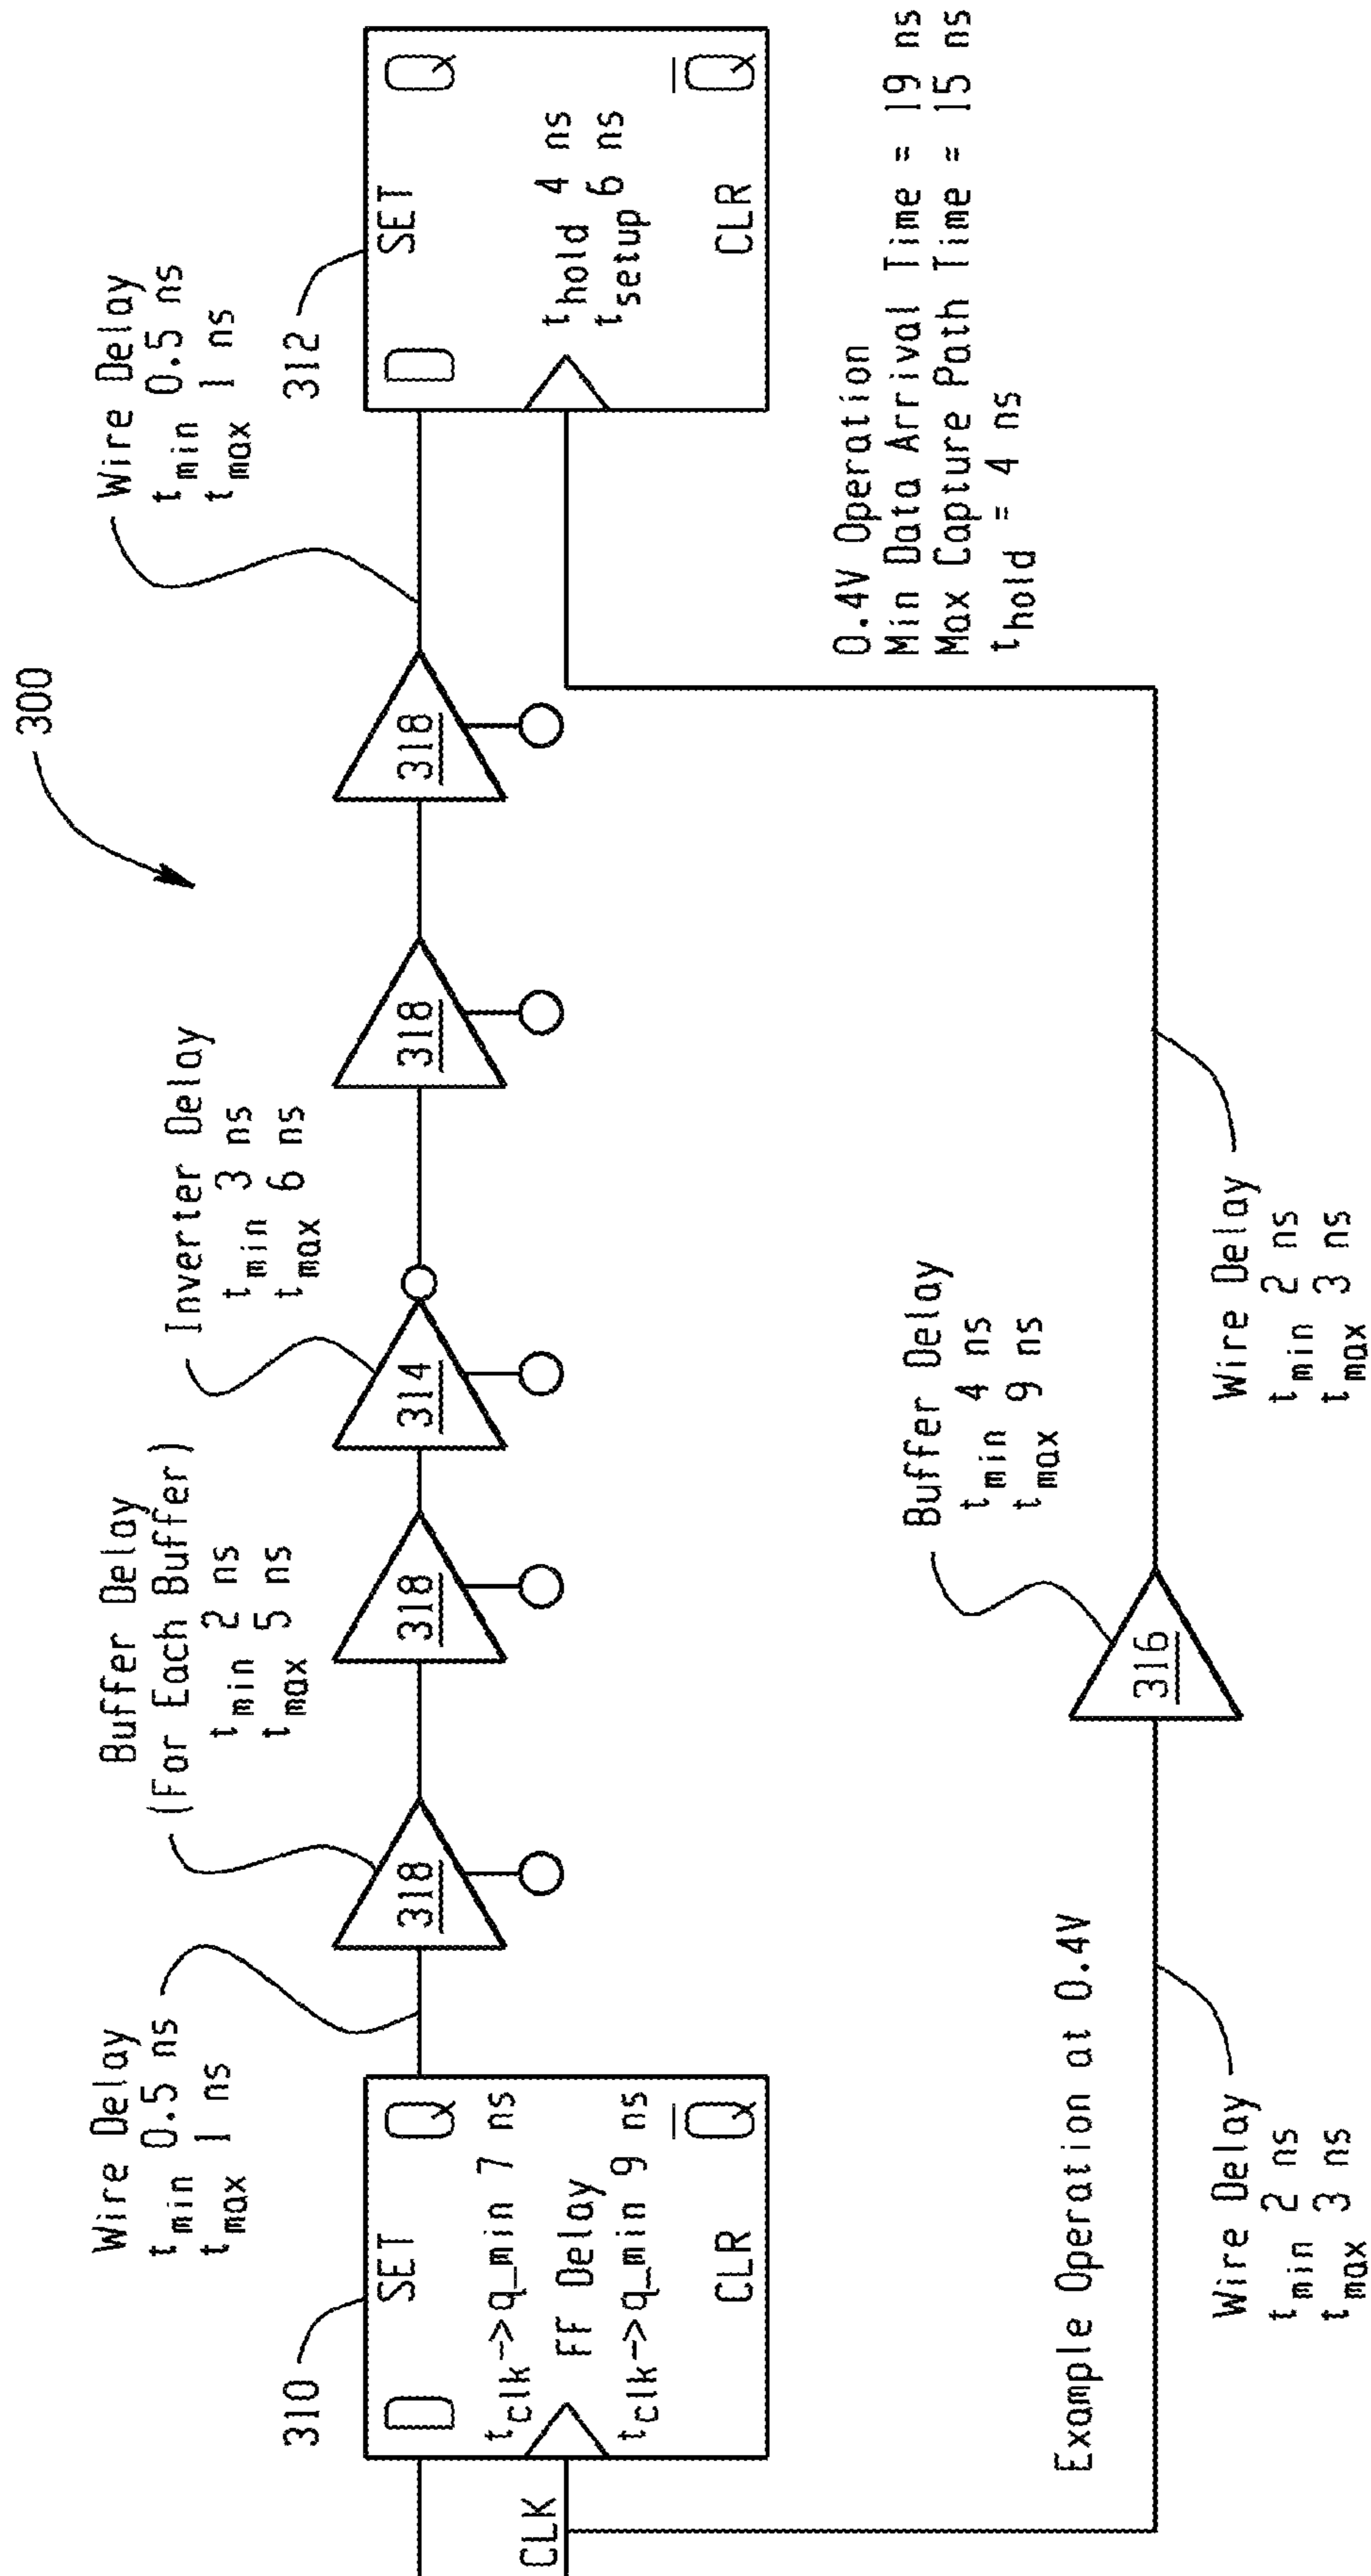 300
Wire Delay
t_min 0.5 ns
t_max 1 ns
Buffer Delay
(For Each Buffer)
t_min 2 ns
t_max 5 ns
Inverter Delay
t_min 3 ns
t_max 6 ns
Wire Delay
t_min 0.5 ns
t_max 1 ns
310
SET
D
Q
t_clk->q_min 7 ns
FF Delay
t_clk->q_min 9 ns
CLR
Q̅
CLK
318
318
314
318
318
312
SET
D
Q
t_hold 4 ns
t_setup 6 ns
CLR
Q̅
0.4V Operation
Min Data Arrival Time = 19 ns
Max Capture Path Time = 15 ns
t_hold = 4 ns
Example Operation at 0.4V
Buffer Delay
t_min 4 ns
t_max 9 ns
316
Wire Delay
t_min 2 ns
t_max 3 ns
Wire Delay
t_min 2 ns
t_max 3 ns